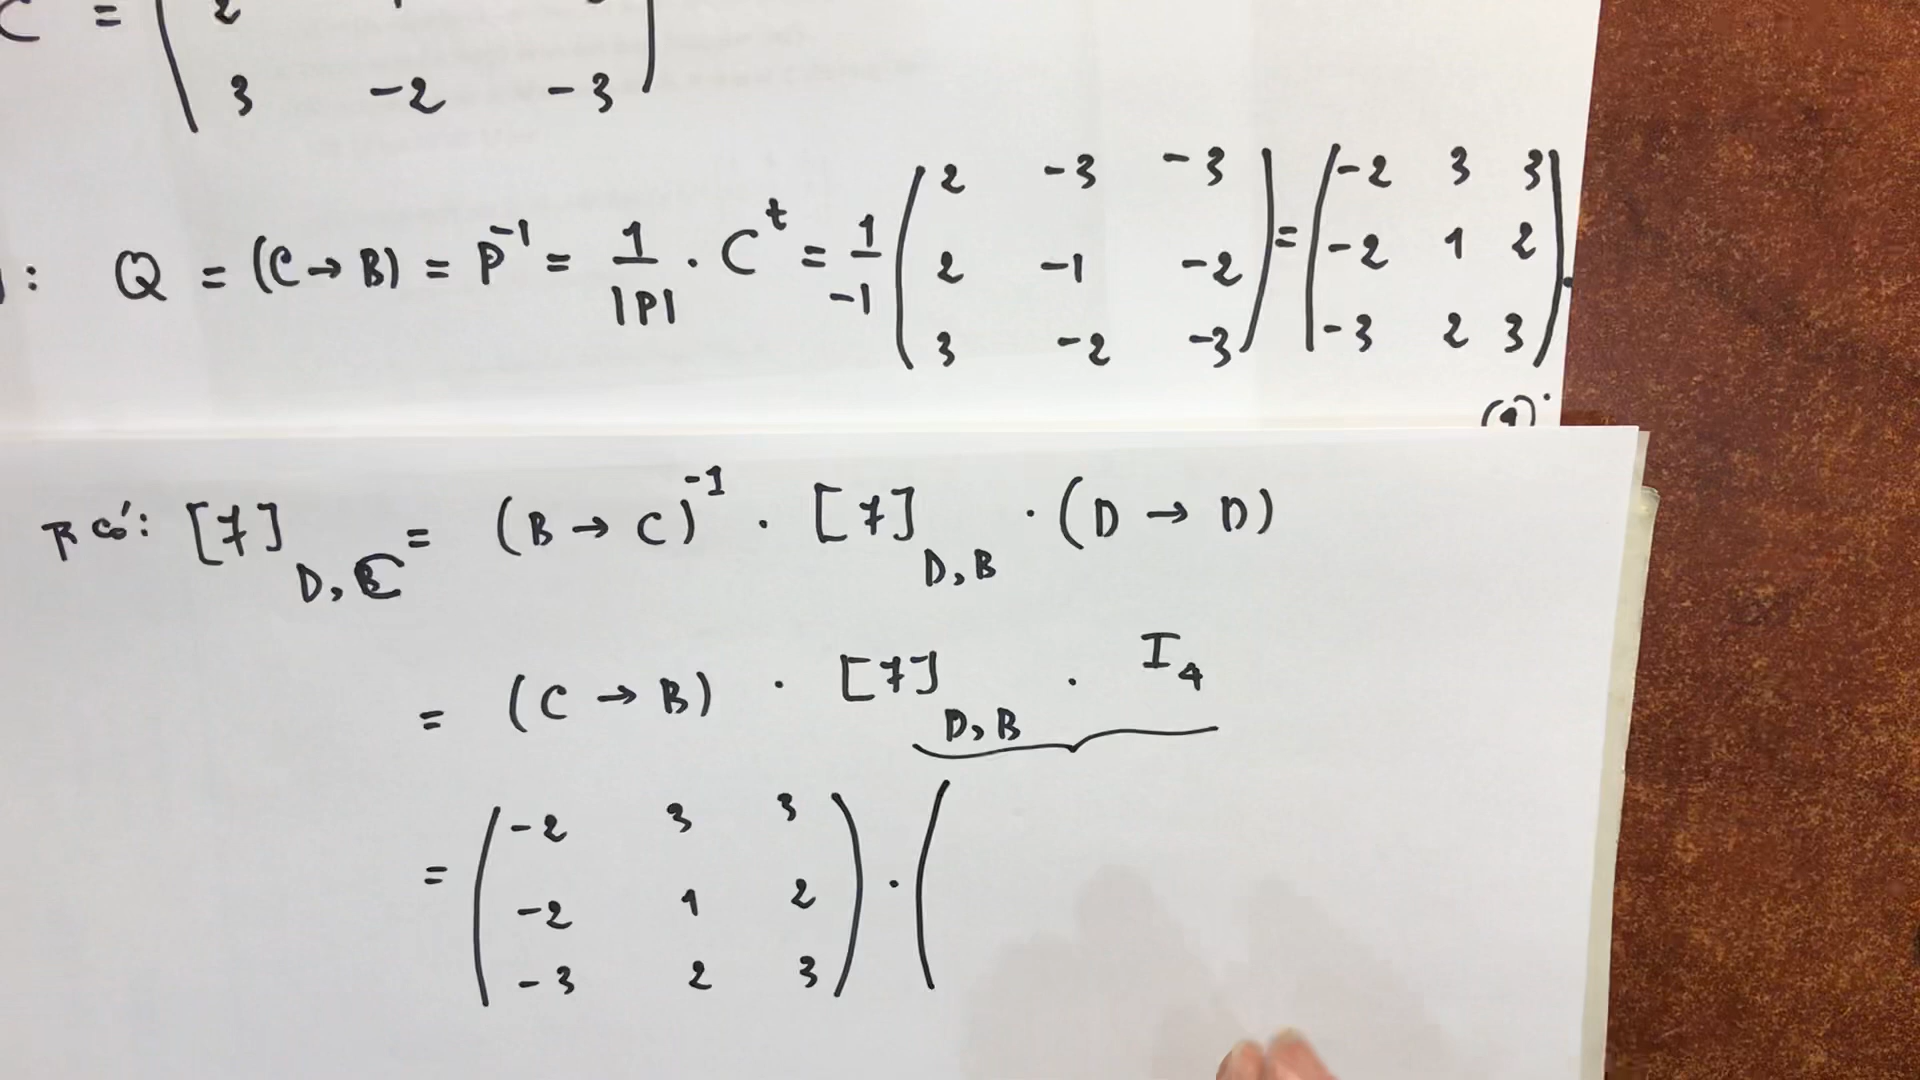 C = ( 2
3 -2 -3 )
: Q = (C → B) = P⁻¹ = 1/|P| . Cᵗ = 1/-1 ( 2 -3 -3 ) = ( -2 3 3 )
( 2 -1 -2 ) ( -2 1 2 ) .
( 3 -2 -3 ) ( -3 2 3 )
có: [f]D,C = (B → C)⁻¹ . [f]D,B . (D → D)
= (C → B) . [f]D,B . I₄
= ( -2 3 3 ) . (
( -2 1 2 )
( -3 2 3 )